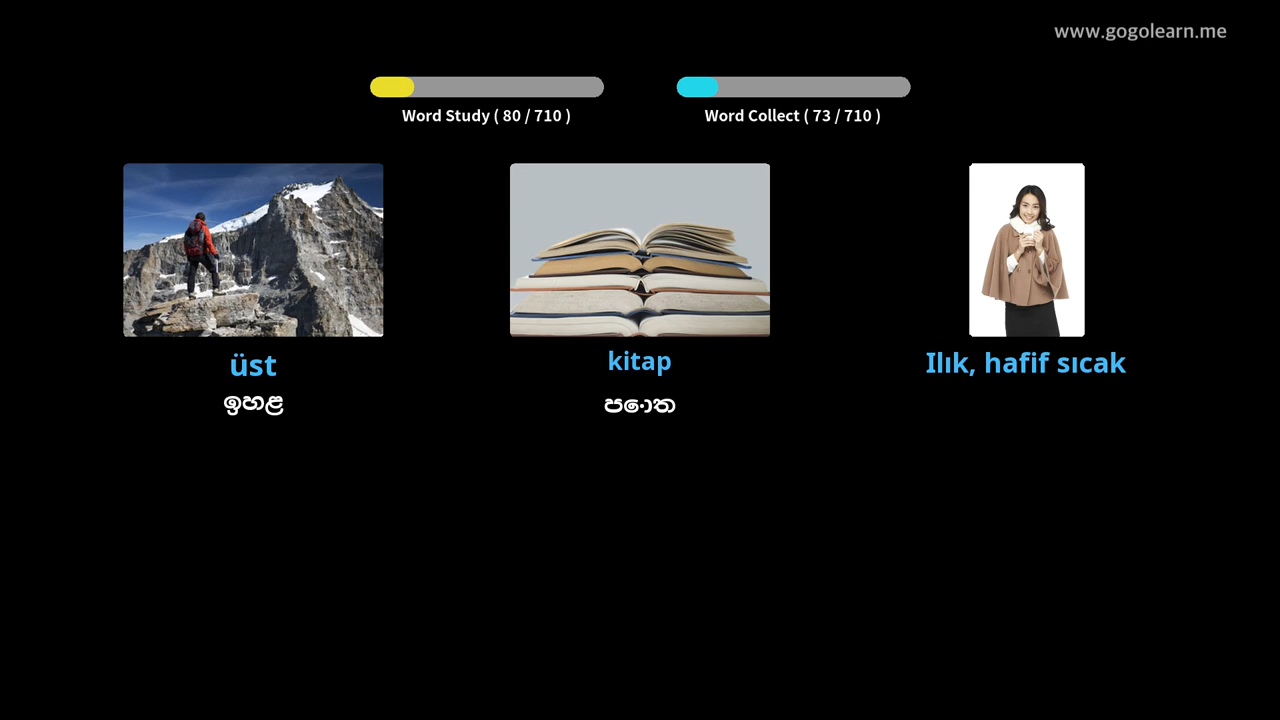 www.gogolearn.me
Word Study ( 80 / 710 )
Word Collect ( 73 / 710 )
üst
kitap
Ilık, hafif sıcak
ඉහළ